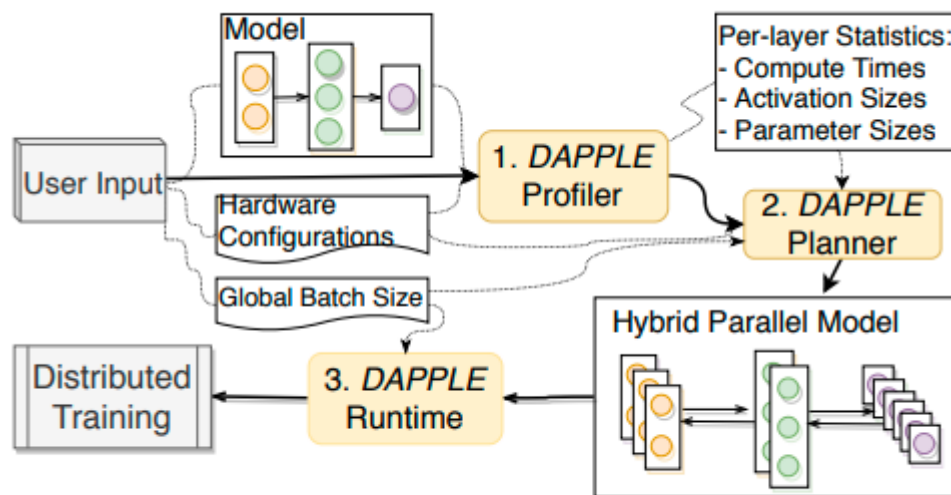 Model
Per-layer Statistics:
- Compute Times
- Activation Sizes
- Parameter Sizes
User Input
1. DAPPLE
Profiler
Hardware
Configurations
2. DAPPLE
Planner
Global Batch Size
Hybrid Parallel Model
Distributed
Training
3. DAPPLE
Runtime